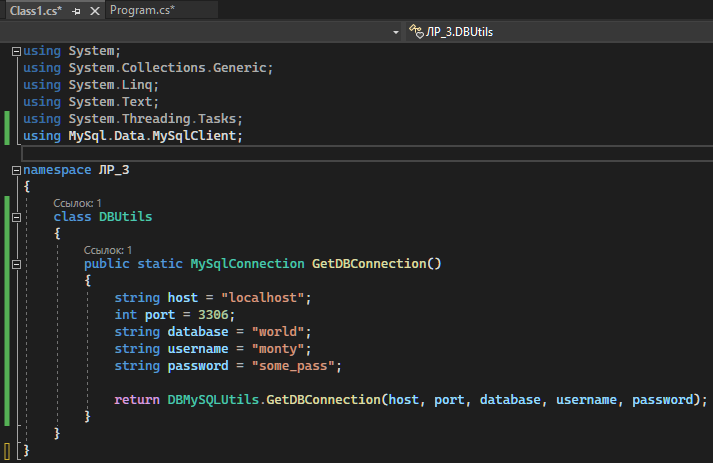 Class1.cs*
Program.cs*
ЛР_3.DBUtils
using System;
using System.Collections.Generic;
using System.Linq;
using System.Text;
using System.Threading.Tasks;
using MySql.Data.MySqlClient;
namespace ЛР_3
{
Ссылок: 1
class DBUtils
{
Ссылок: 1
public static MySqlConnection GetDBConnection()
{
string host = "localhost";
int port = 3306;
string database = "world";
string username = "monty";
string password = "some_pass";
return DBMySQLUtils.GetDBConnection(host, port, database, username, password);
}
}
}